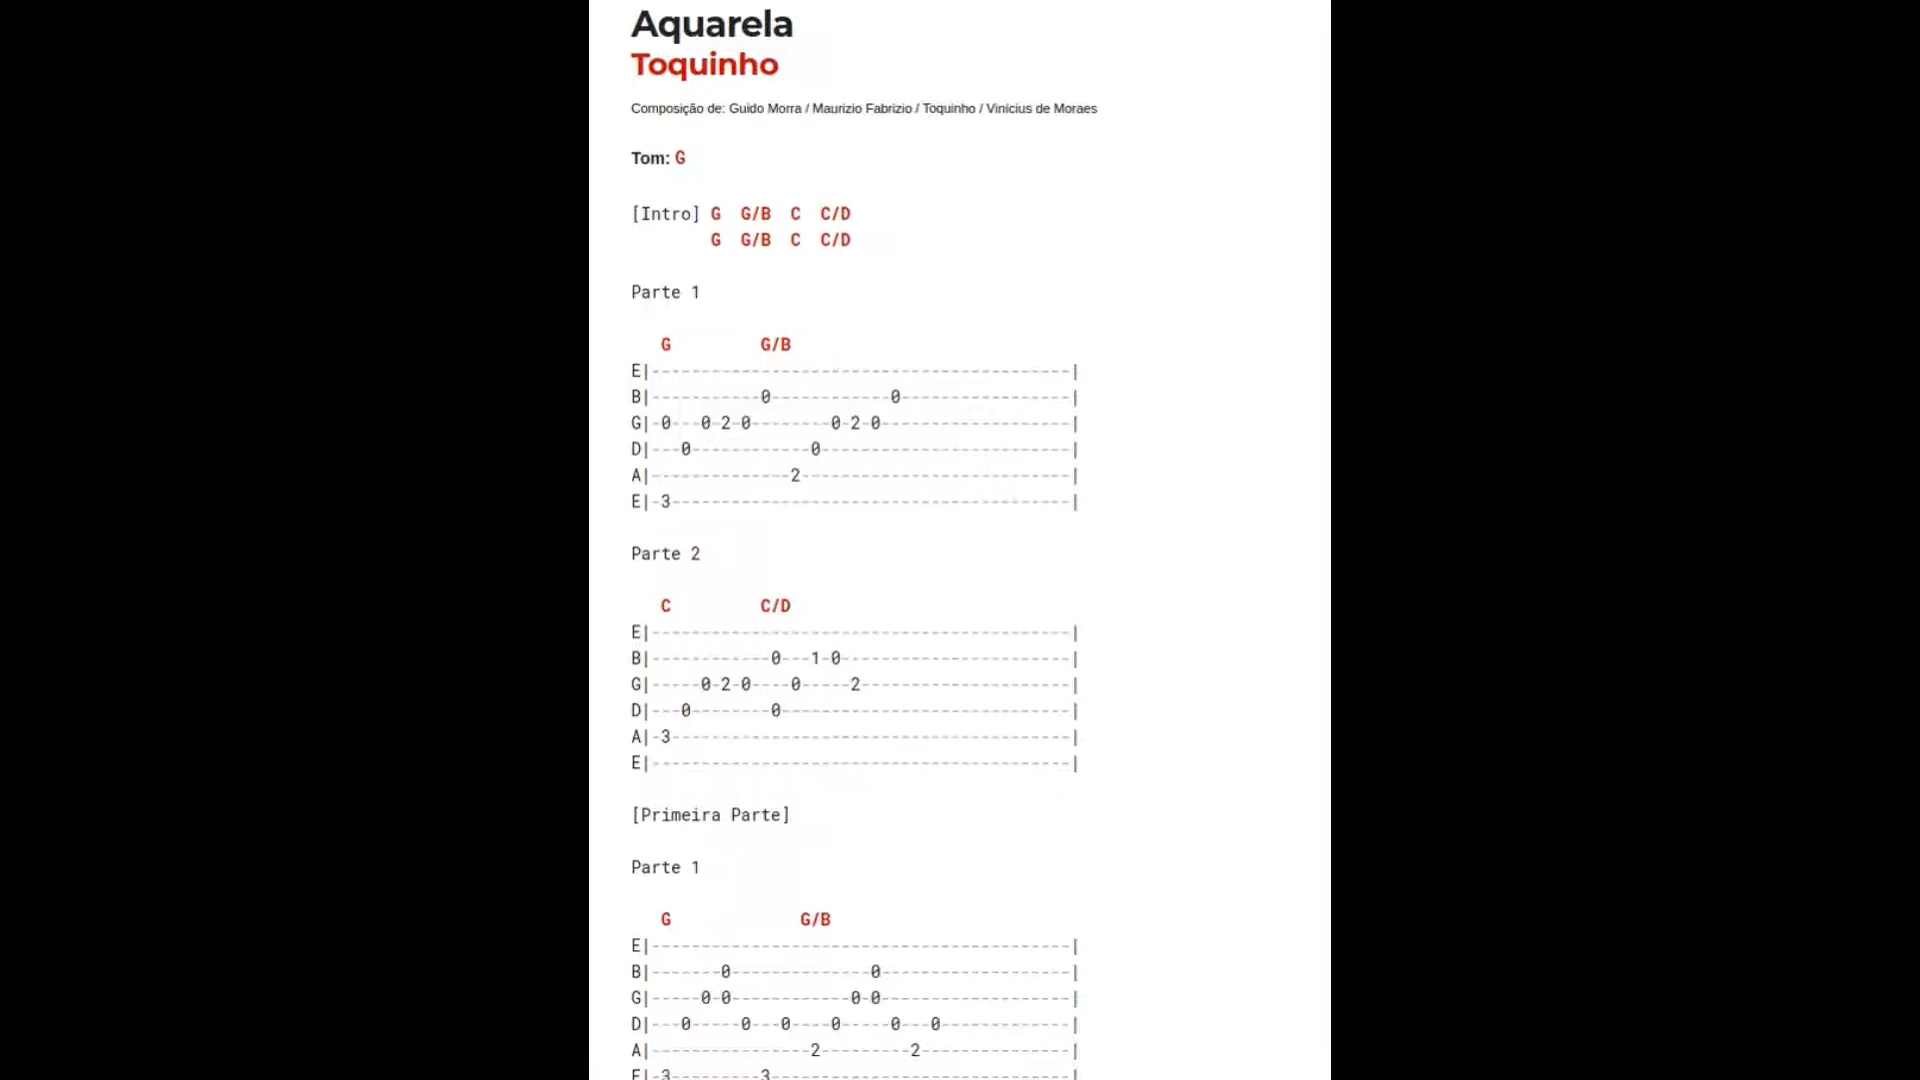 Aquarela
Toquinho
Composição de: Guido Morra / Maurizio Fabrizio / Toquinho / Vinícius de Moraes
Tom: G
[Intro] G  G/B  C  C/D
        G  G/B  C  C/D
Parte 1
   G         G/B
E|------------------------------------------|
B|-----------0------------0-----------------|
G|-0---0-2-0--------0-2-0-------------------|
D|---0------------0-------------------------|
A|--------------2---------------------------|
E|-3----------------------------------------|
Parte 2
   C         C/D
E|------------------------------------------|
B|------------0---1-0-----------------------|
G|-----0-2-0----0-----2---------------------|
D|---0--------0-----------------------------|
A|-3----------------------------------------|
E|------------------------------------------|
[Primeira Parte]
Parte 1
   G             G/B
E|------------------------------------------|
B|-------0--------------0-------------------|
G|-----0-0------------0-0-------------------|
D|---0-----0---0----0-----0---0-------------|
A|----------------2---------2---------------|
E|-3---------3------------------------------|